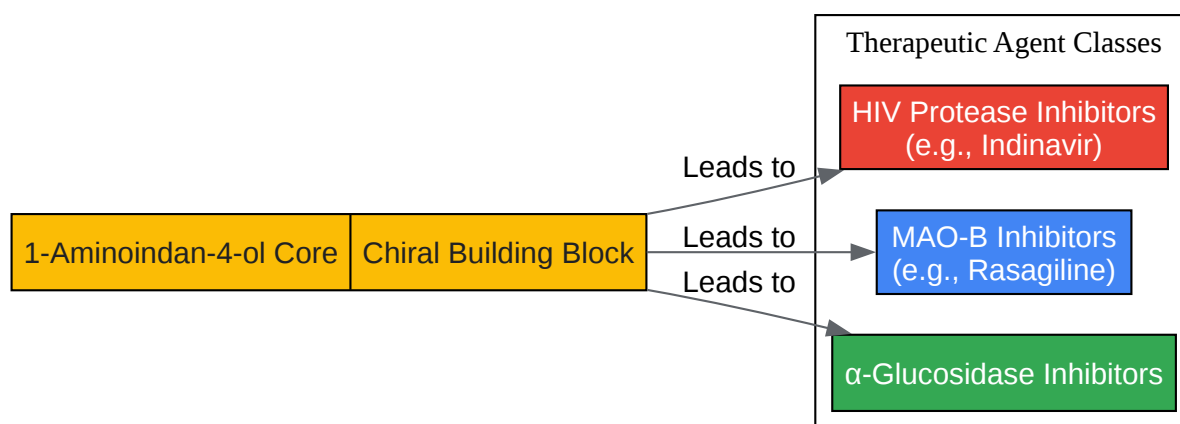 Therapeutic Agent Classes
HIV Protease Inhibitors
(e.g., Indinavir)
Leads to
1-Aminoindan-4-ol Core
Chiral Building Block
Leads to
MAO-B Inhibitors
(e.g., Rasagiline)
Leads to
α-Glucosidase Inhibitors